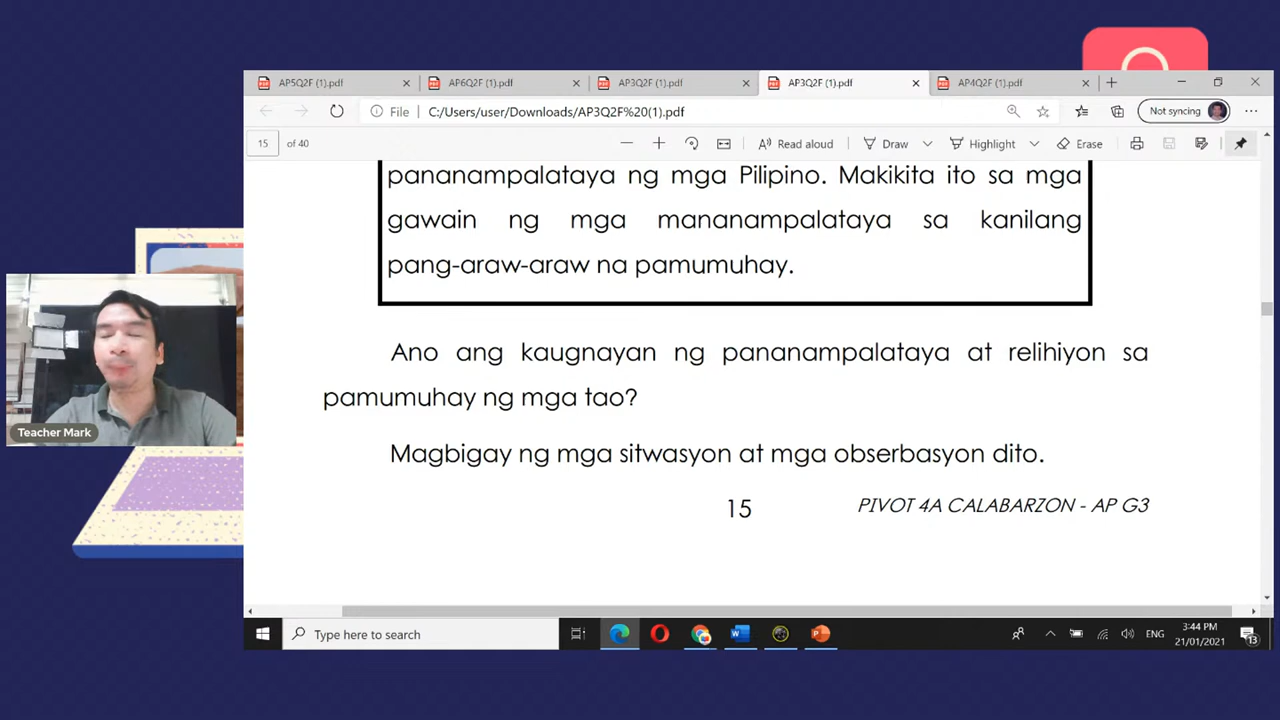 AP5Q2F (1).pdf
AP6Q2F (1).pdf
AP3Q2F (1).pdf
AP3Q2F (1).pdf
AP4Q2F (1).pdf
File
C:/Users/user/Downloads/AP3Q2F%20(1).pdf
Not syncing
15 of 40
Read aloud
Draw
Highlight
Erase
pananampalataya ng mga Pilipino. Makikita ito sa mga
gawain ng mga mananampalataya sa kanilang
pang-araw-araw na pamumuhay.
Ano ang kaugnayan ng pananampalataya at relihiyon sa
pamumuhay ng mga tao?
Magbigay ng mga sitwasyon at mga obserbasyon dito.
15
PIVOT 4A CALABARZON - AP G3
Teacher Mark
Type here to search
ENG
3:44 PM
21/01/2021
13